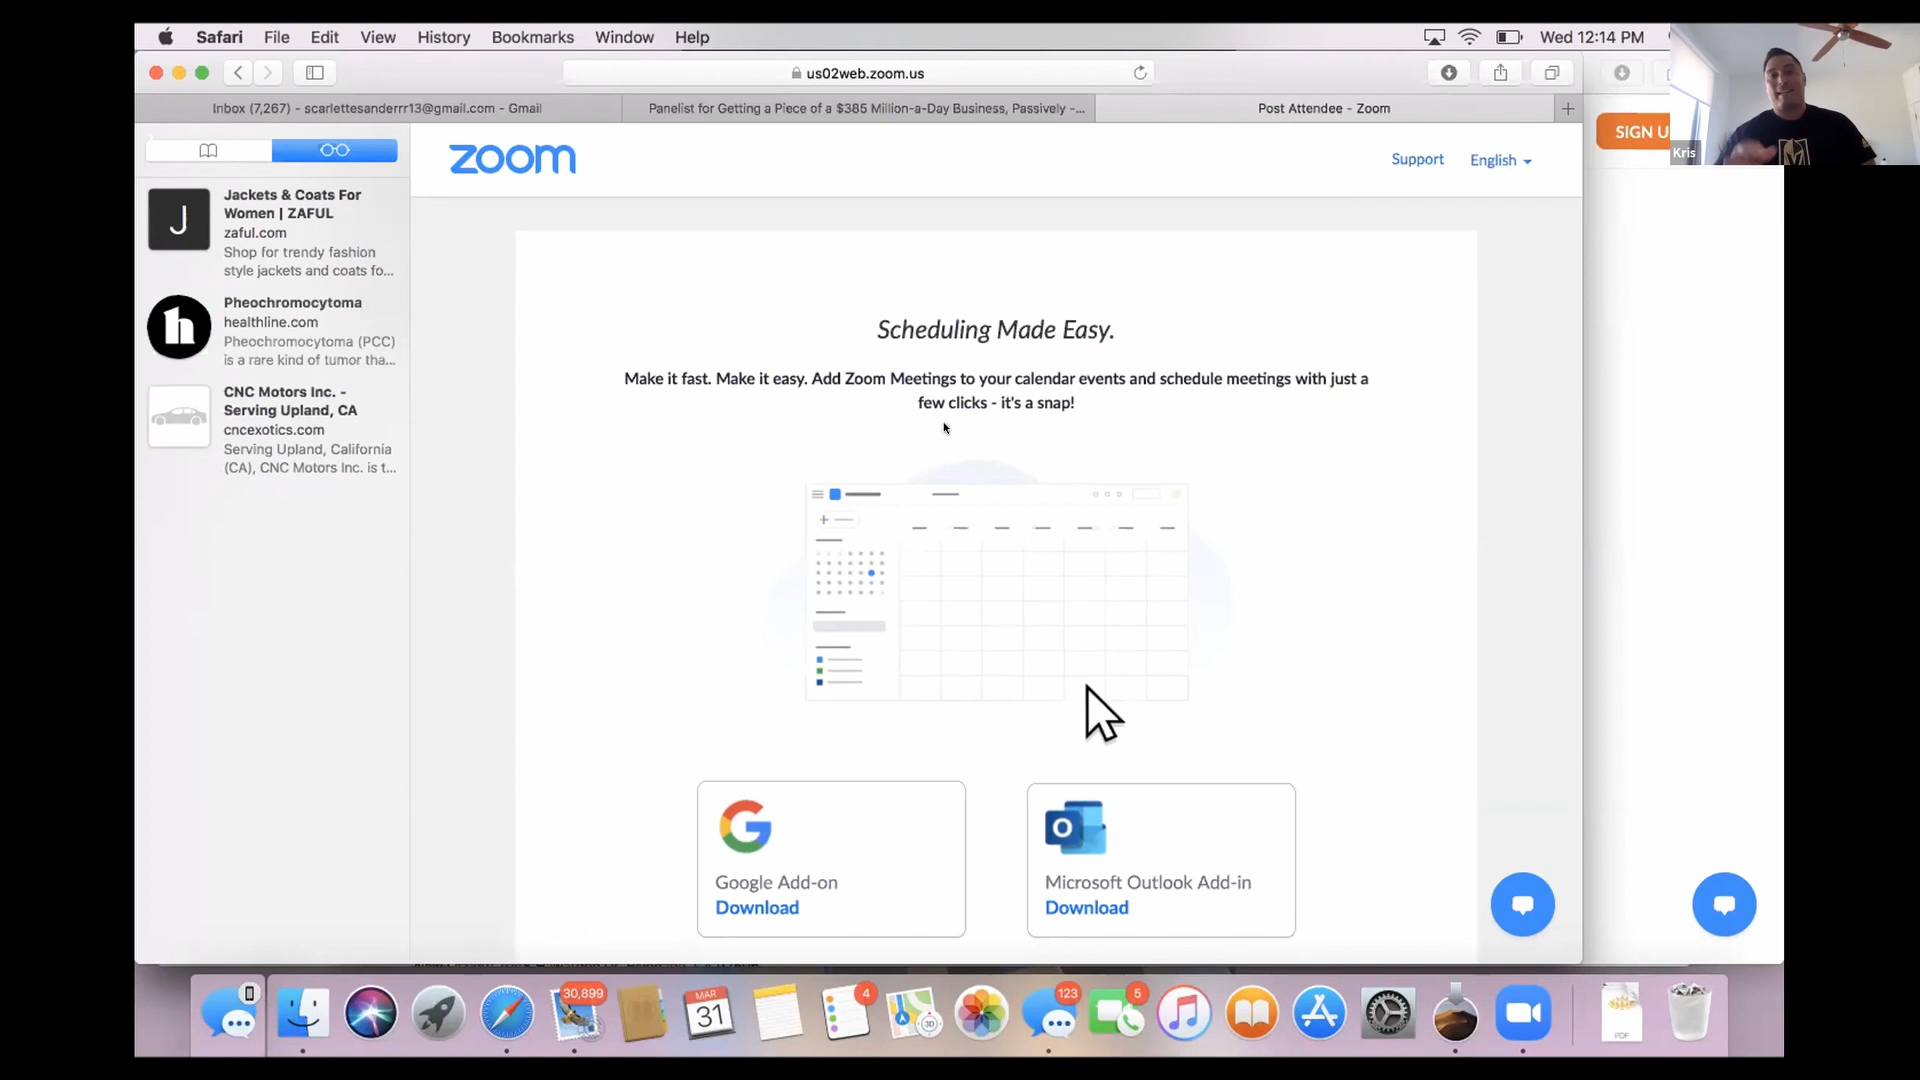 Safari File Edit View History Bookmarks Window Help
Wed 12:14 PM
us02web.zoom.us
Inbox (7,267) - scarlettesanderrr13@gmail.com - Gmail
Panelist for Getting a Piece of a $385 Million-a-Day Business, Passively -...
Post Attendee - Zoom
SIGN U
Kris
zoom
Support
English
J
Jackets & Coats For
Women | ZAFUL
zaful.com
Shop for trendy fashion
style jackets and coats fo...
h
Pheochromocytoma
healthline.com
Pheochromocytoma (PCC)
is a rare kind of tumor tha...
CNC Motors Inc. -
Serving Upland, CA
cncexotics.com
Serving Upland, California
(CA), CNC Motors Inc. is t...
Scheduling Made Easy.
Make it fast. Make it easy. Add Zoom Meetings to your calendar events and schedule meetings with just a
few clicks - it's a snap!
Google Add-on
Download
Microsoft Outlook Add-in
Download
30,899
MAR
31
4
3D
123
5
PDF